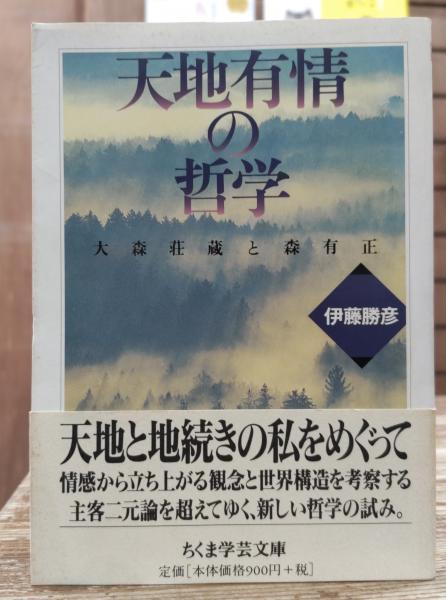 天地有情
の
哲学
大森荘蔵と森有正
伊藤勝彦
天地と地続きの私をめぐって
情感から立ち上がる観念と世界構造を考察する
主客二元論を超えてゆく、新しい哲学の試み。
ちくま学芸文庫
定価[本体価格900円+税]